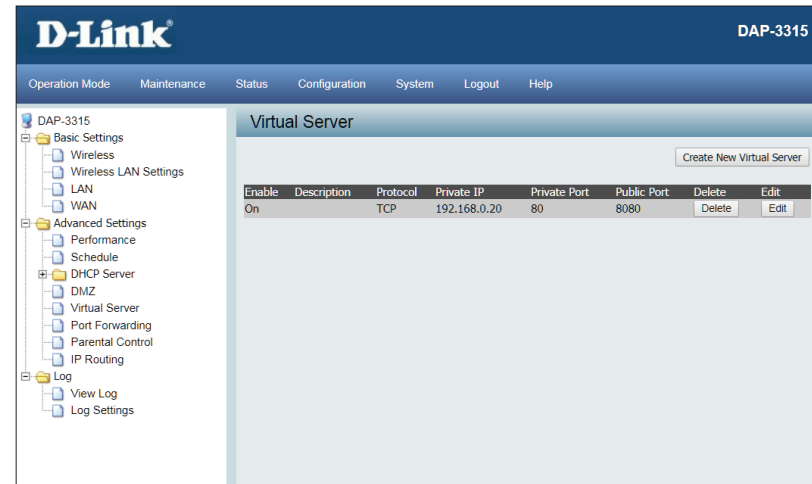 D-Link®
DAP-3315
Operation Mode Maintenance Status Configuration System Logout Help
DAP-3315
Basic Settings
Wireless
Wireless LAN Settings
LAN
WAN
Advanced Settings
Performance
Schedule
DHCP Server
DMZ
Virtual Server
Port Forwarding
Parental Control
IP Routing
Log
View Log
Log Settings
Virtual Server
Create New Virtual Server
Enable Description Protocol Private IP Private Port Public Port Delete Edit
On TCP 192.168.0.20 80 8080 Delete Edit